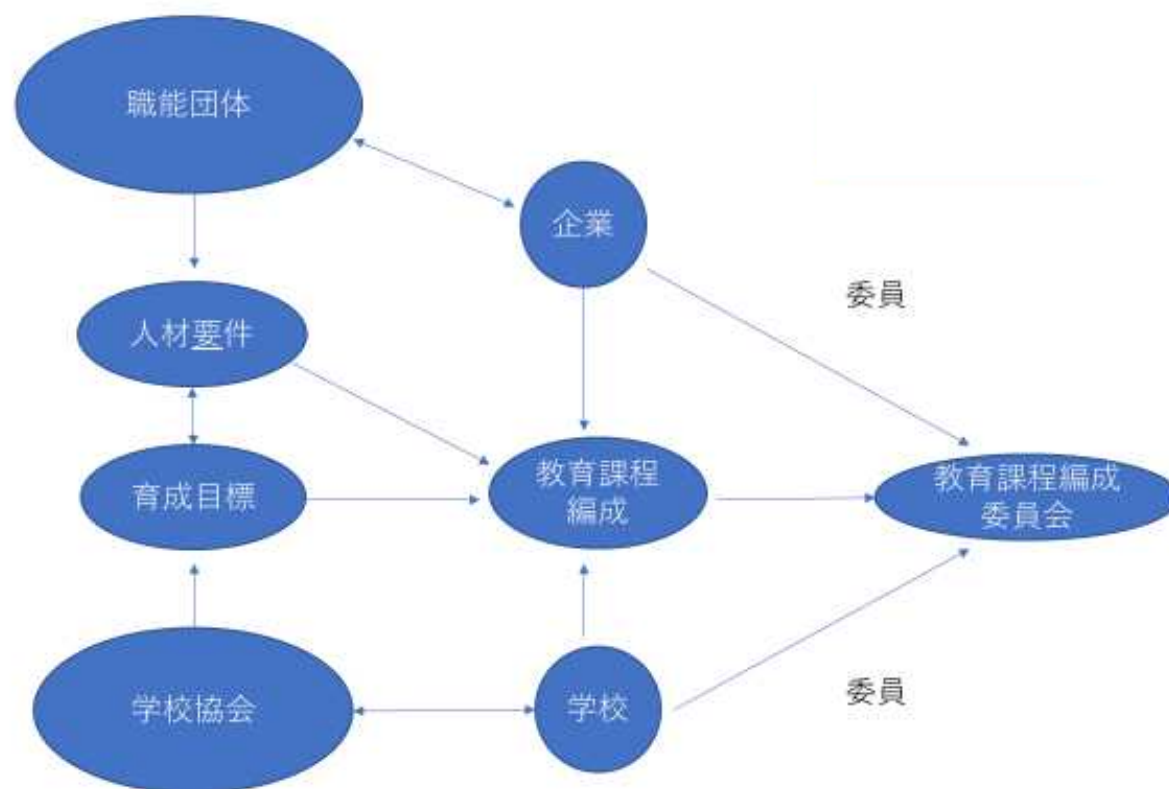 職能団体
企業
委員
人材要件
育成目標
教育課程
編成
教育課程編成
委員会
学校協会
学校
委員